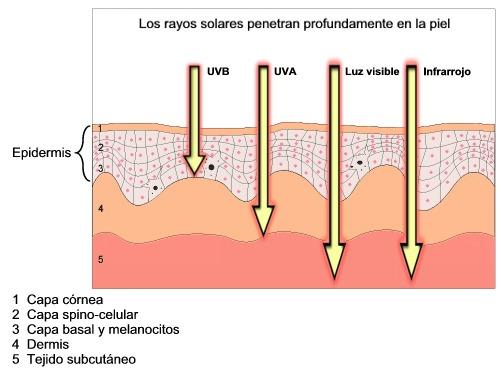 Los rayos solares penetran profundamente en la piel
UVB UVA Luz visible Infrarrojo
1
2
Epidermis
3
4
5
1 Capa córnea
2 Capa spino-celular
3 Capa basal y melanocitos
4 Dermis
5 Tejido subcutáneo